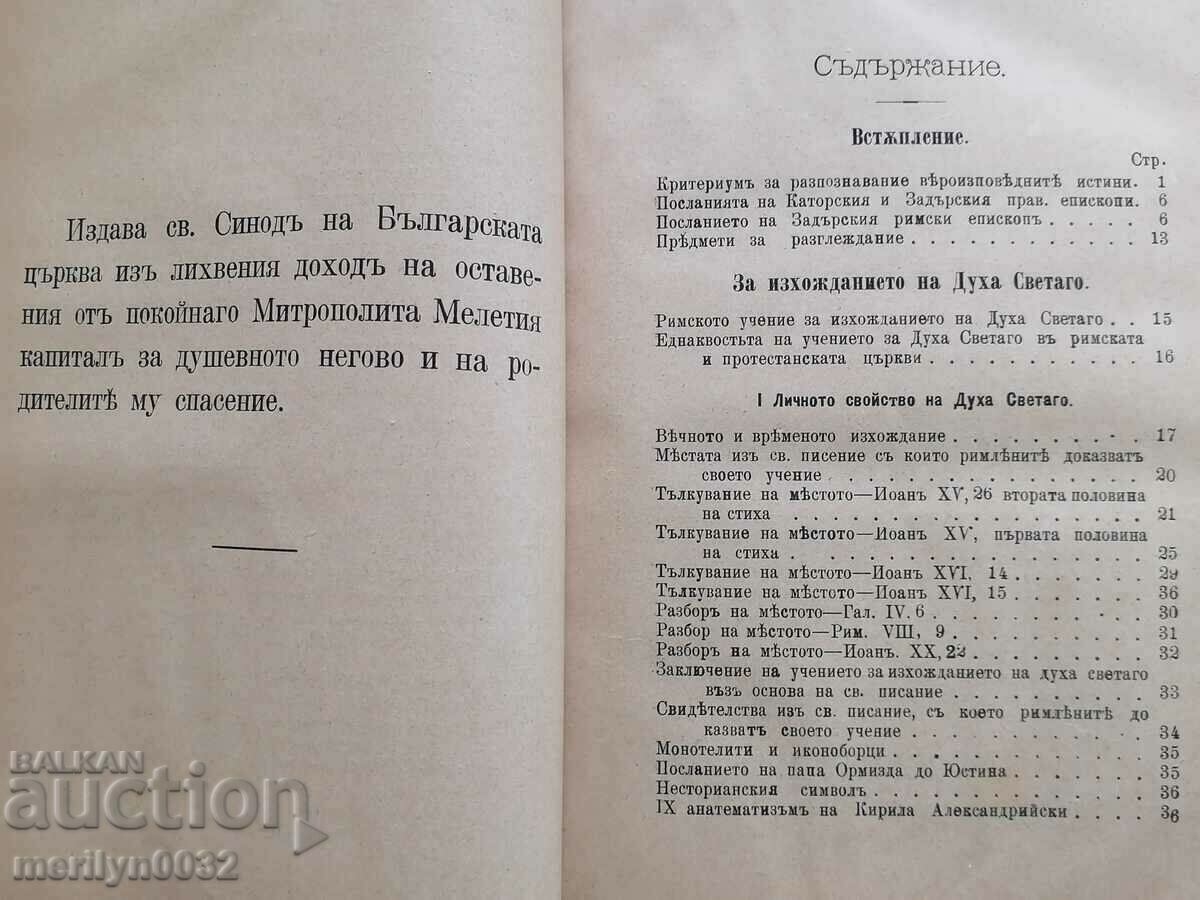 Издава св. Синодъ на Българската
църква изъ лихвения доходъ на оставе-
ния отъ покойнаго Митрополита Мелетия
капиталъ за душевното негово и на ро-
дителитѣ му спасение.
Съдържание.
Встѫпление.
Стр.
Критериумъ за разпознавание вѣроизповѣднитѣ истини. 1
Посланията на Каторския и Задърския прав. епископи. 6
Посланието на Задърския римски епископъ . . . . . 6
Прѣдмети за разглеждание . . . . . . . . . . . 13
За изхожданието на Духа Светаго.
Римското учение за изхожданието на Духа Светаго . . 15
Еднаквостьта на учението за Духа Светаго въ римската
и протестанската църкви . . . . . . . . . . 16
I Личното свойство на Духа Светаго.
Вѣчното и врѣменото изхождание . . . . . . . . . 17
Мѣстата изъ св. писение съ които римлѣнитѣ доказватъ
своето учение . . . . . . . . . . . . . . 20
Тълкувание на мѣстото—Иоанъ XV, 26 втората половина
на стиха . . . . . . . . . . . . . . 21
Тълкувание на мѣстото—Иоанъ XV, първата половина
на стиха . . . . . . . . . . . . . . 25
Тълкувание на мѣстото—Иоанъ XVI, 14 . . . . . . . 29
Тълкувание на мѣстото—Иоанъ XVI, 15 . . . . . . . 36
Разборъ на мѣстото—Гал. IV. 6 . . . . . . . . . . 30
Разбор на мѣстото—Рим. VIII, 9 . . . . . . . . . 31
Разборъ на мѣстото—Иоанъ. XX, 22 . . . . . . . . 32
Заключение на учението за изхожданието на духа светаго
възъ основа на св. писание . . . . . . . . . 33
Свидѣтелства изъ св. писание, съ което римлѣнитѣ до
казватъ своето учение . . . . . . . . . . . 34
Монотелити и иконоборци . . . . . . . . . . . . 35
Посланието на папа Ормизда до Юстина . . . . . . . 35
Несторианския символъ . . . . . . . . . . . . . 36
IX анатематизъмъ на Кирила Александрийски . . . . 36
BALKAN
auction
merilyn0032